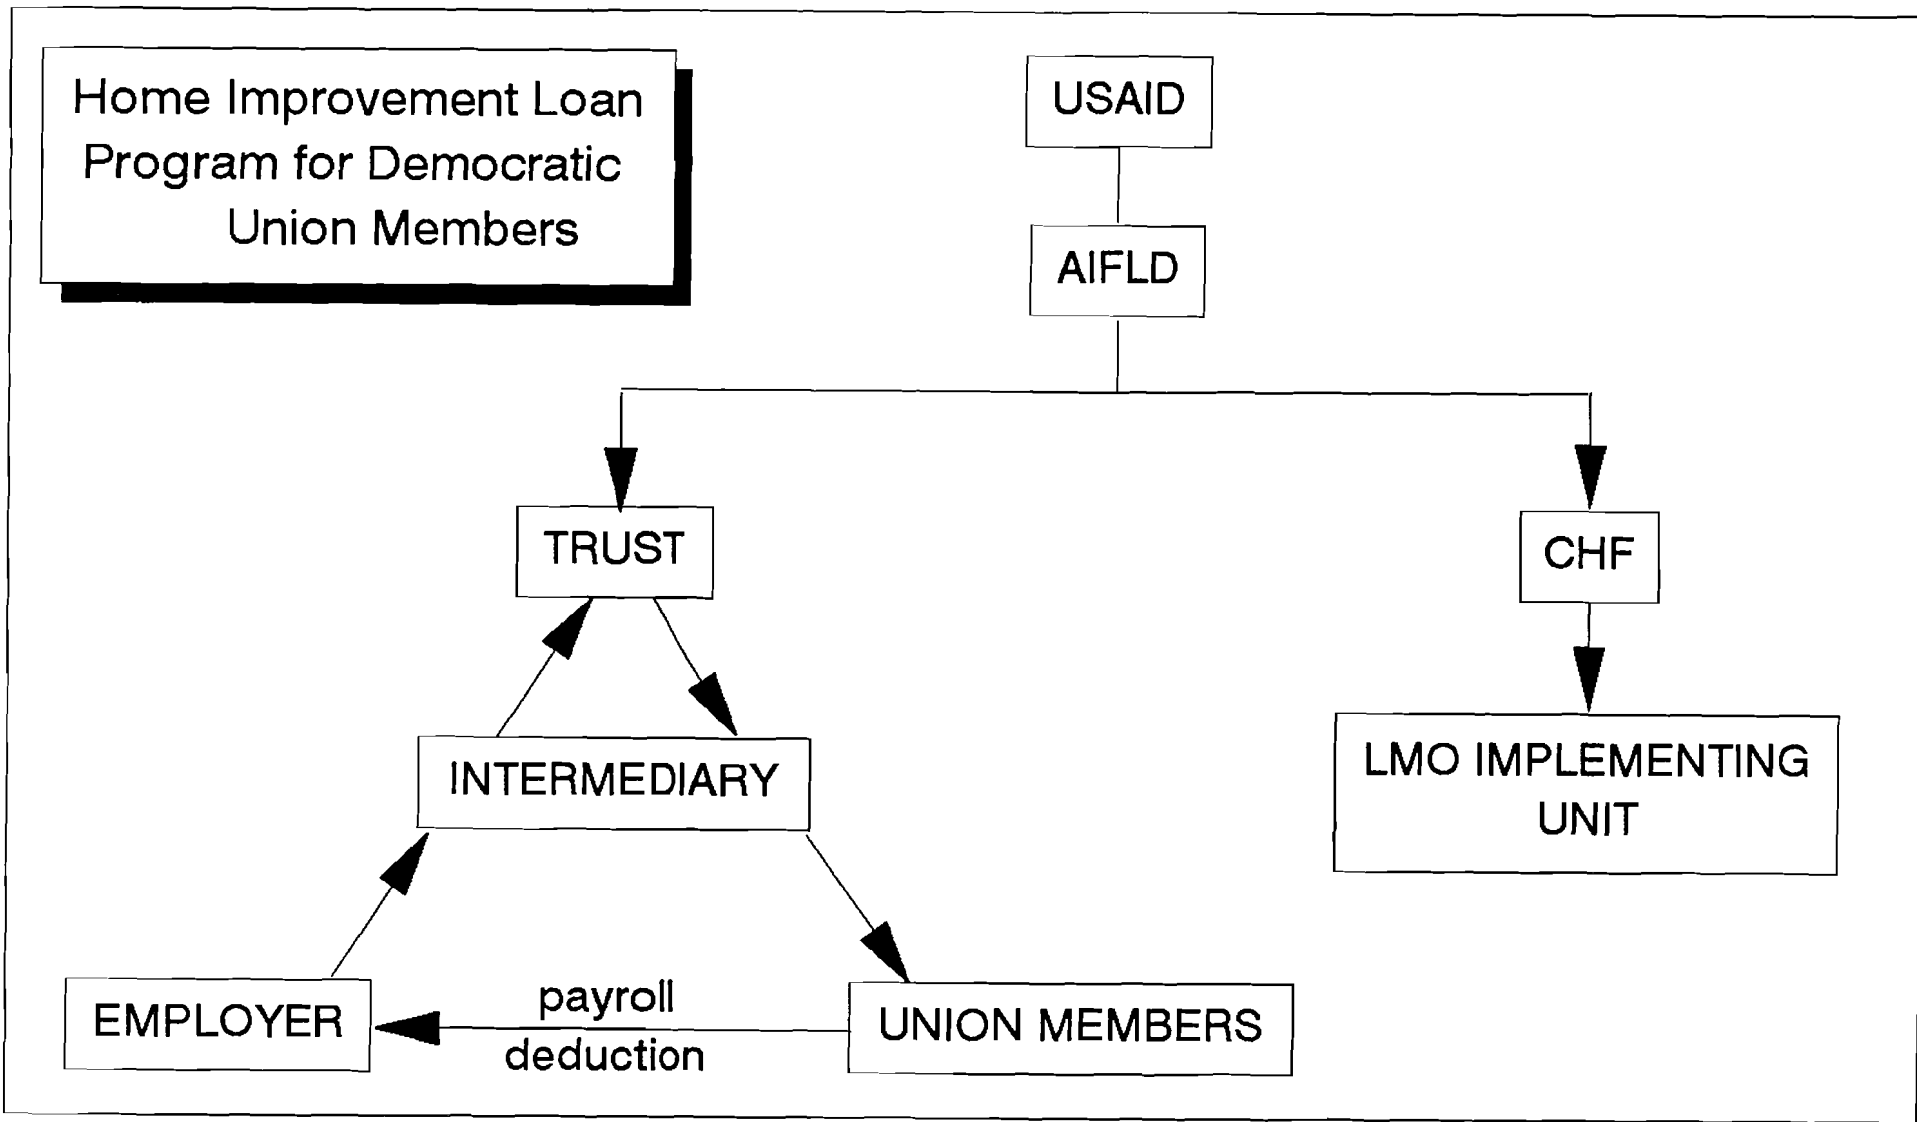 Home Improvement Loan
Program for Democratic
Union Members
USAID
AIFLD
TRUST
CHF
INTERMEDIARY
LMO IMPLEMENTING
UNIT
EMPLOYER
payroll
deduction
UNION MEMBERS